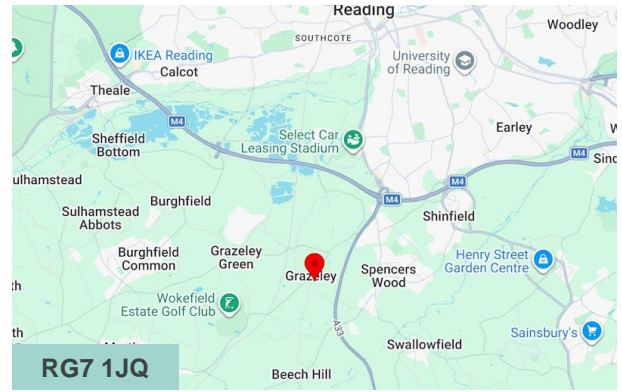 Reading
Woodley
SOUTHCOTE
IKEA Reading
Calcot
University
of Reading
Theale
M4
Select Car
Leasing Stadium
Earley
Sheffield
Bottom
M4
Sin
ulhamstead
M4
Burghfield
Sulhamstead
Abbots
Shinfield
Burghfield
Common
Grazeley
Green
Henry Street
Garden Centre
Grazeley
Spencers
Wood
Wokefield
Estate Golf Club
A33
Sainsbury's
th
Swallowfield
Beech Hill
RG7 1JQ